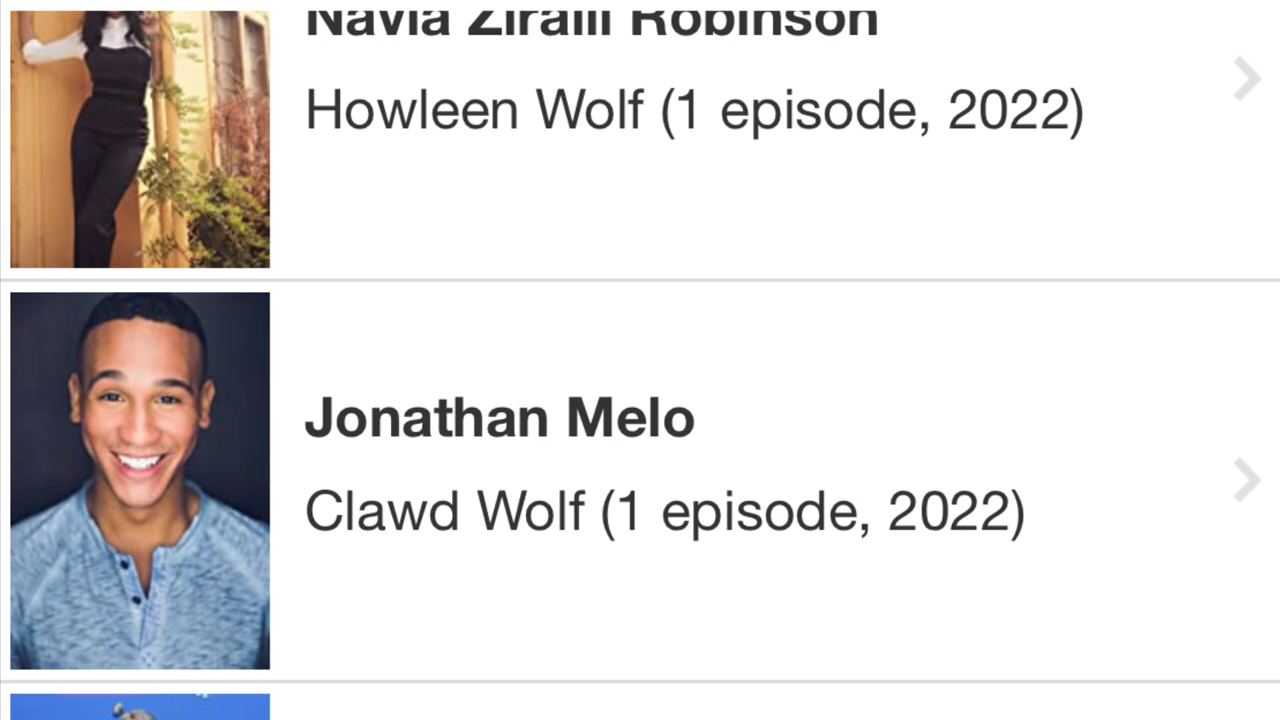 Navia Ziraili Robinson
Howleen Wolf (1 episode, 2022)
Jonathan Melo
Clawd Wolf (1 episode, 2022)